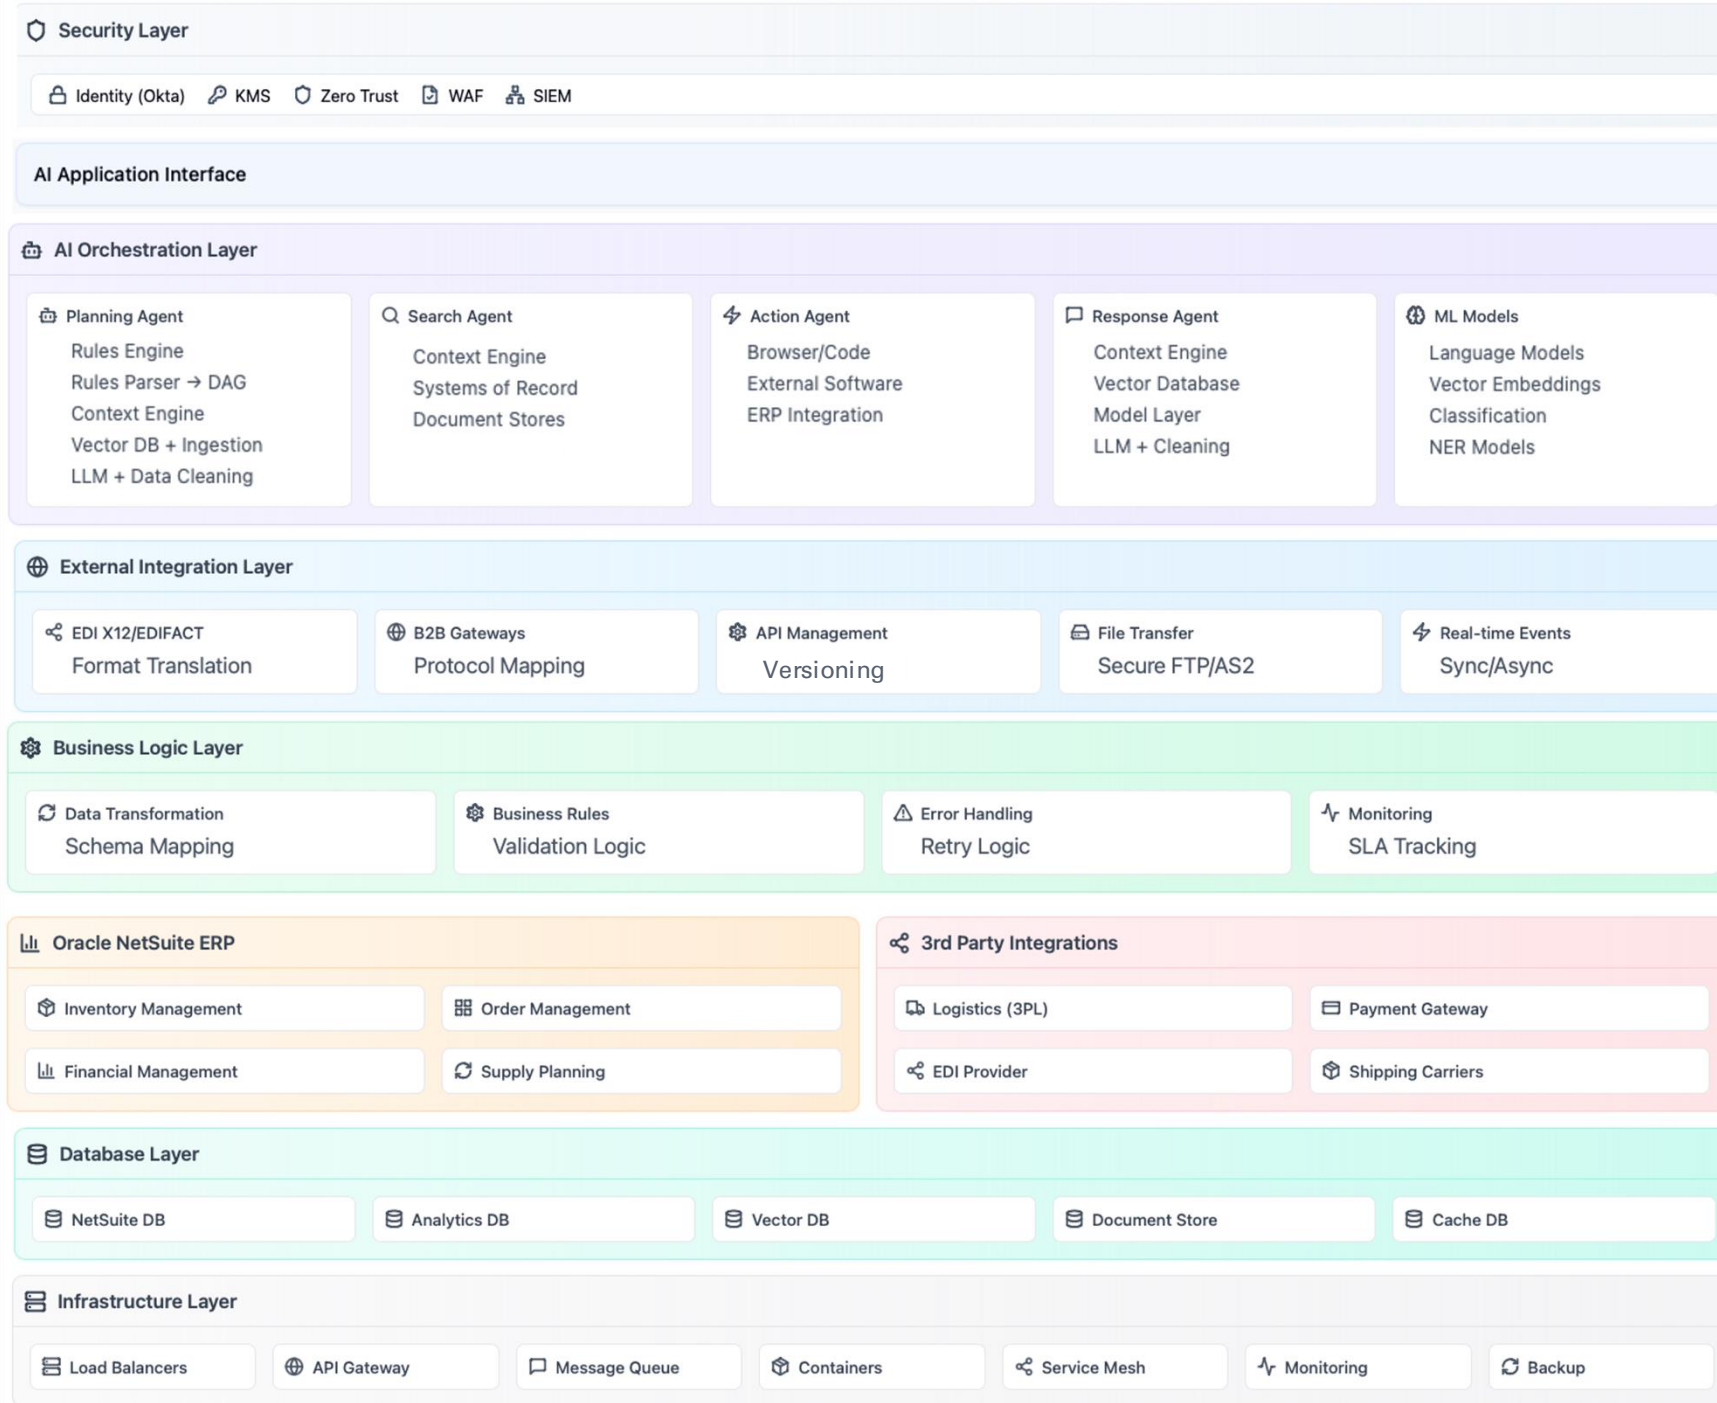 Security Layer
Identity (Okta) KMS Zero Trust WAF SIEM
AI Application Interface
AI Orchestration Layer
Planning Agent
Rules Engine
Rules Parser → DAG
Context Engine
Vector DB + Ingestion
LLM + Data Cleaning
Search Agent
Context Engine
Systems of Record
Document Stores
Action Agent
Browser/Code
External Software
ERP Integration
Response Agent
Context Engine
Vector Database
Model Layer
LLM + Cleaning
ML Models
Language Models
Vector Embeddings
Classification
NER Models
External Integration Layer
EDI X12/EDIFACT
Format Translation
B2B Gateways
Protocol Mapping
API Management
Versioning
File Transfer
Secure FTP/AS2
Real-time Events
Sync/Async
Business Logic Layer
Data Transformation
Schema Mapping
Business Rules
Validation Logic
Error Handling
Retry Logic
Monitoring
SLA Tracking
Oracle NetSuite ERP
Inventory Management
Order Management
Financial Management
Supply Planning
3rd Party Integrations
Logistics (3PL)
Payment Gateway
EDI Provider
Shipping Carriers
Database Layer
NetSuite DB
Analytics DB
Vector DB
Document Store
Cache DB
Infrastructure Layer
Load Balancers
API Gateway
Message Queue
Containers
Service Mesh
Monitoring
Backup